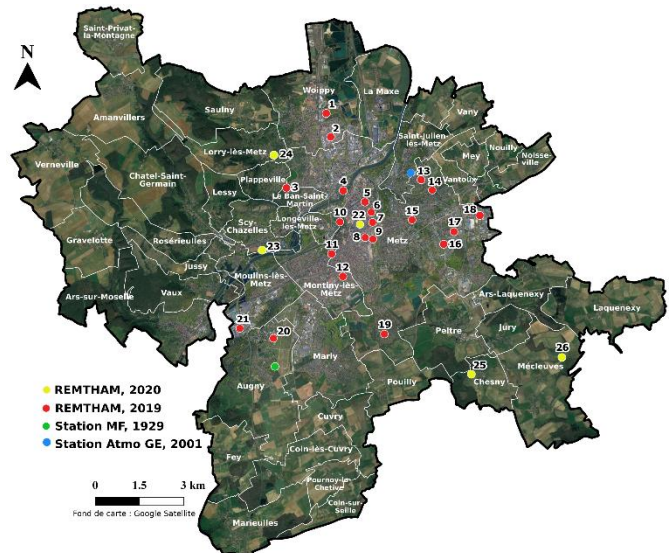 Saint-Privat
la-Montagne
N
Woippy
La Maxe
1
2
Amanvillers
Saulny
Saint-Julien
lès-Metz
Vany
Nouilly
Mey
Noisse-
ville
Lorry-lès-Metz
24
Verneville
Chatel-Saint-
Germain
Plappeville
Lessy
3
13
Vantoux
14
4
Le Ban-Saint-
Martin
5
6
18
Longeville
lès-Metz
10
22
7
15
17
Scy-
Chazelles
8
9
Metz
16
Gravelotte
Rosérieulles
23
11
Jussy
Moulins-lès-
Metz
12
Montigny-lès
Metz
Ars-sur-Moselle
Vaux
Ars-Laquenexy
Laquenexy
21
20
19
Peltre
Jury
Marly
26
Mécleuves
25
Augny
Pouilly
Chesny
REMTHAM, 2020
REMTHAM, 2019
Station MF, 1929
Station Atmo GE, 2001
Cuvry
Coin-lès-Cuvry
Fey
Pournoy-la-
Chetive
Coin-sur-
Seille
Marieulles
0 1.5 3 km
Fond de carte : Google Satellite